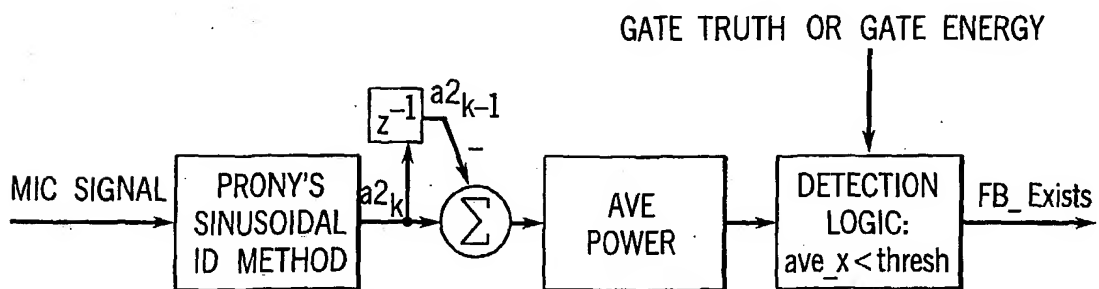 GATE TRUTH OR GATE ENERGY
z⁻¹
a2ₖ₋₁
−
MIC SIGNAL
PRONY'S
SINUSOIDAL
ID METHOD
a2ₖ
Σ
AVE
POWER
DETECTION
LOGIC:
ave_x<thresh
FB_Exists